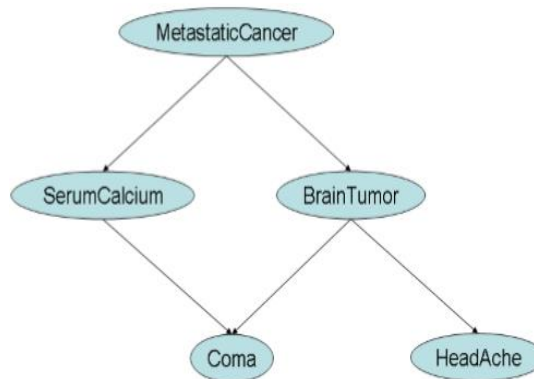 MetastaticCancer
SerumCalcium
BrainTumor
Coma
HeadAche